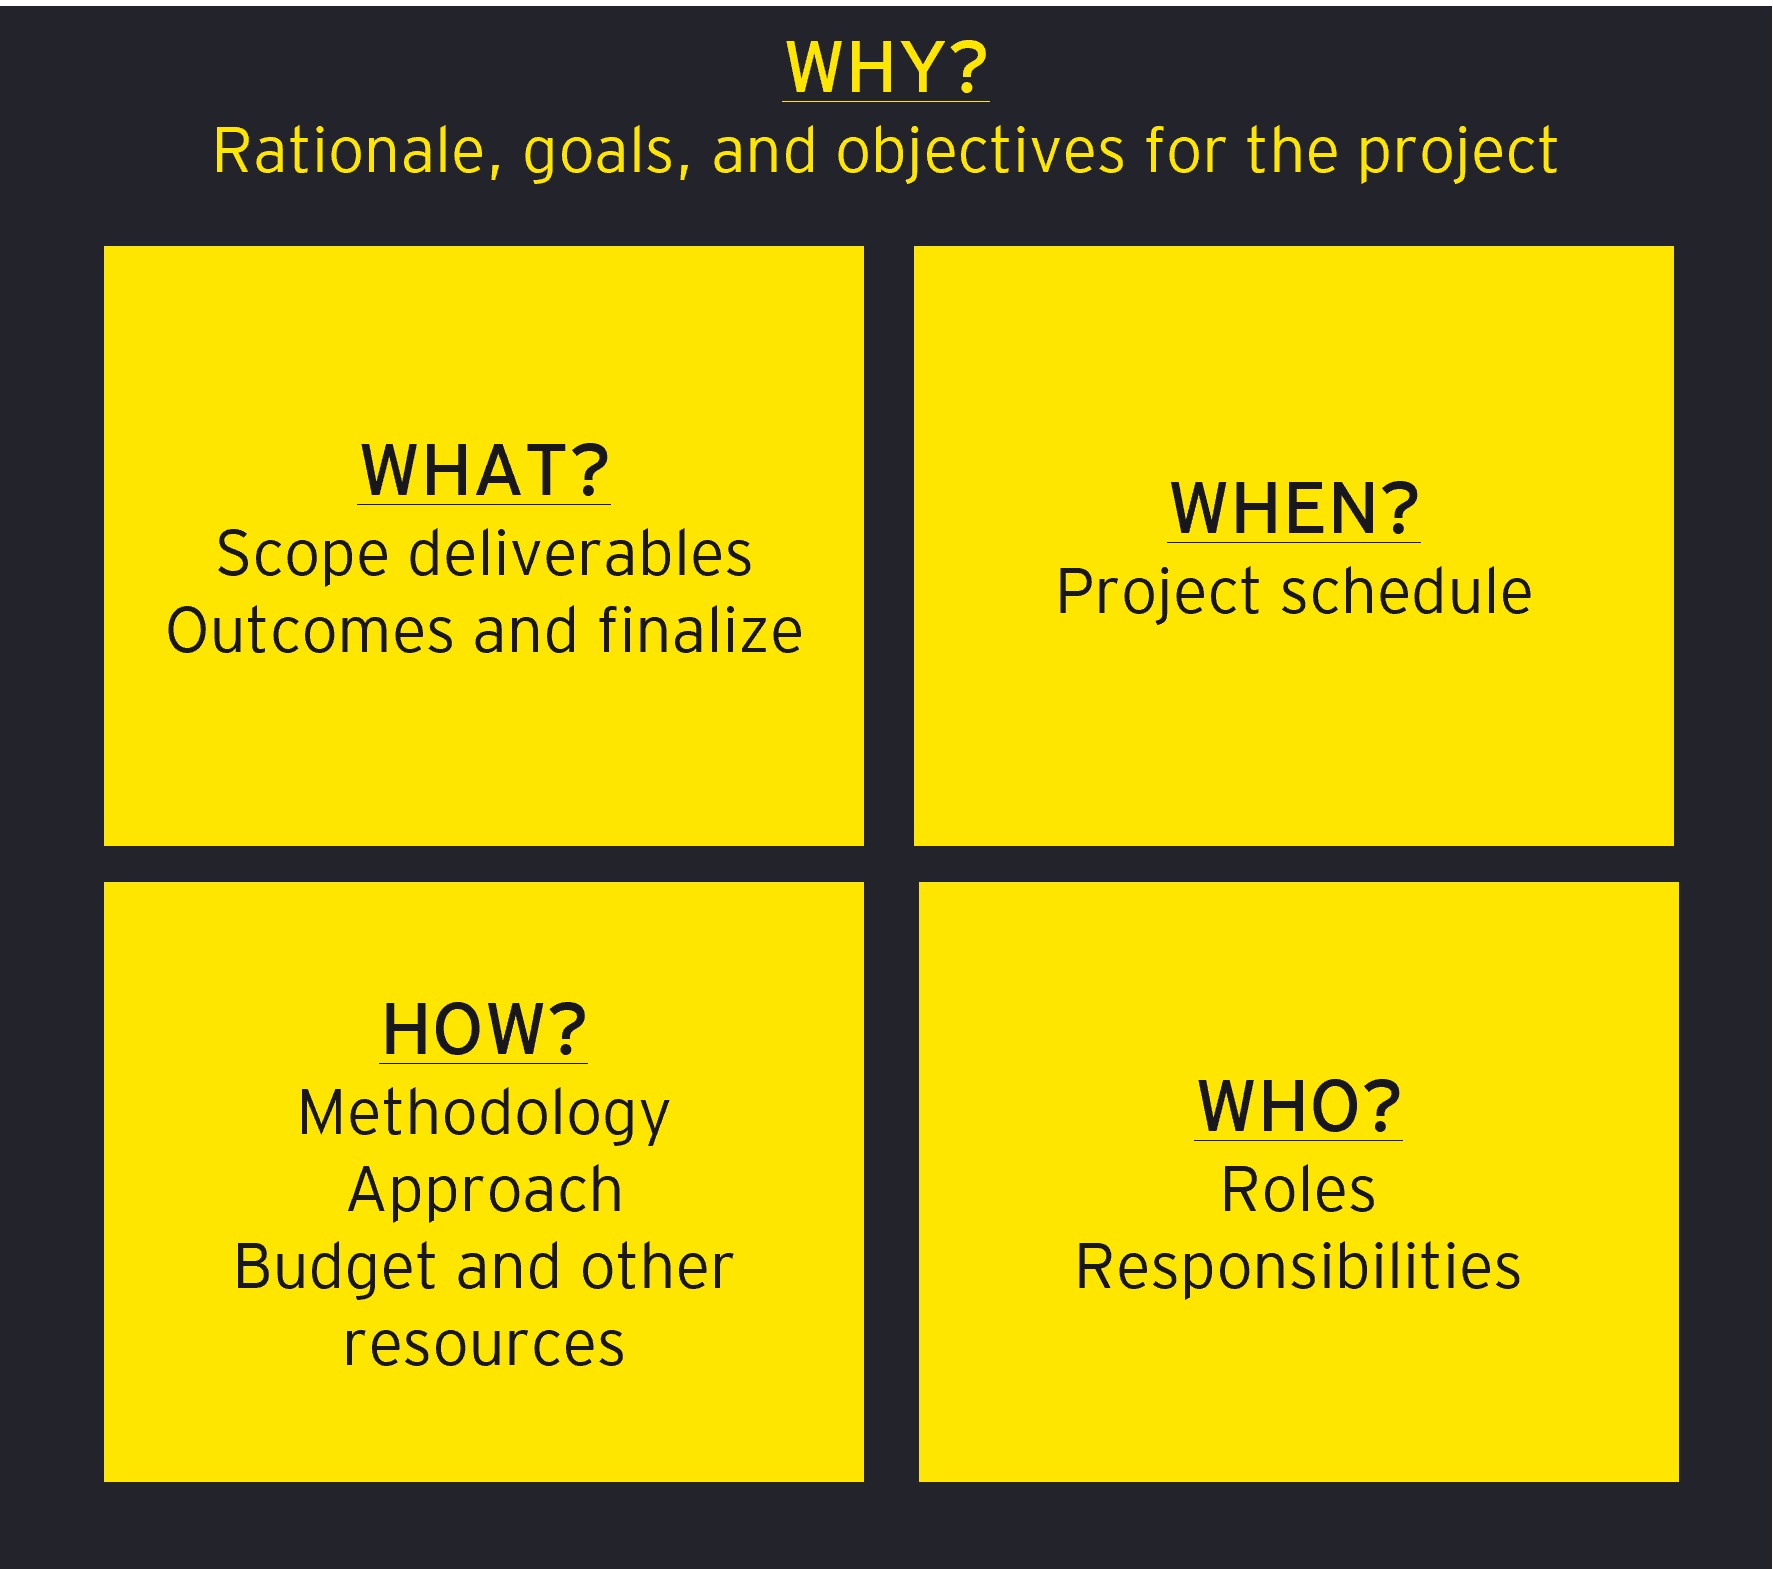 WHY?
Rationale, goals, and objectives for the project
WHAT?
Scope deliverables
Outcomes and finalize
WHEN?
Project schedule
HOW?
Methodology
Approach
Budget and other
resources
WHO?
Roles
Responsibilities